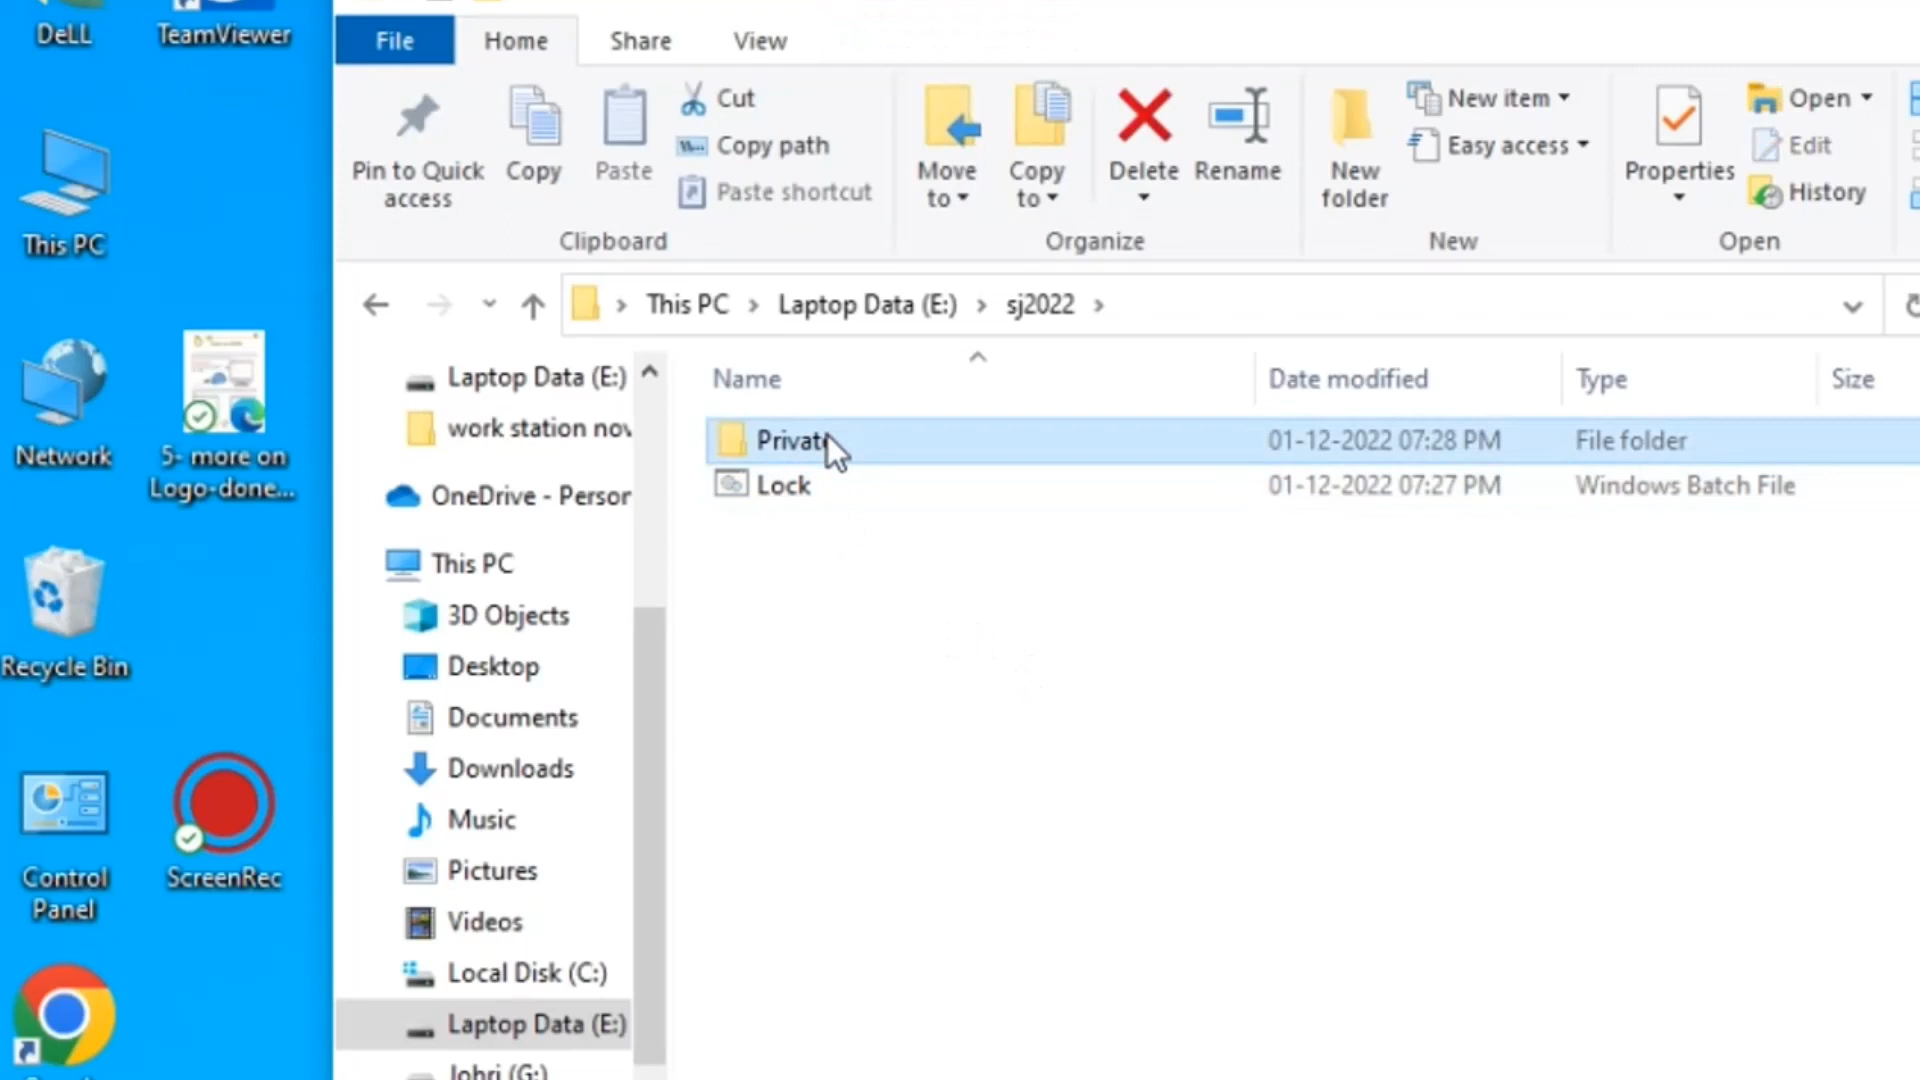 DeLL
TeamViewer
This PC
Network
5- more on
Logo-done...
Recycle Bin
Control
Panel
ScreenRec
File
Home
Share
View
Pin to Quick
access
Copy
Paste
Cut
Copy path
Paste shortcut
Clipboard
Move
to
Copy
to
Delete
Rename
Organize
New
folder
New item
Easy access
New
Properties
Open
Edit
History
Open
This PC
Laptop Data (E:)
sj2022
Laptop Data (E:)
work station nov
OneDrive - Person
This PC
3D Objects
Desktop
Documents
Downloads
Music
Pictures
Videos
Local Disk (C:)
Laptop Data (E:)
Johri (G:)
Name
Date modified
Type
Size
Private
01-12-2022 07:28 PM
File folder
Lock
01-12-2022 07:27 PM
Windows Batch File